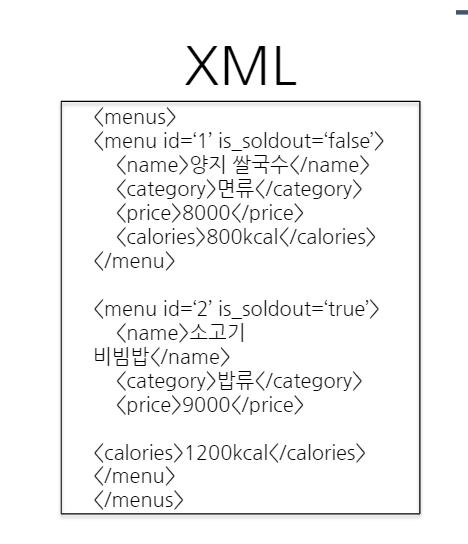 XML
<menus>
<menu id=‘1’ is_soldout=‘false’>
<name>양지 쌀국수</name>
<category>면류</category>
<price>8000</price>
<calories>800kcal</calories>
</menu>
<menu id=‘2’ is_soldout=‘true’>
<name>소고기
비빔밥</name>
<category>밥류</category>
<price>9000</price>
<calories>1200kcal</calories>
</menu>
</menus>